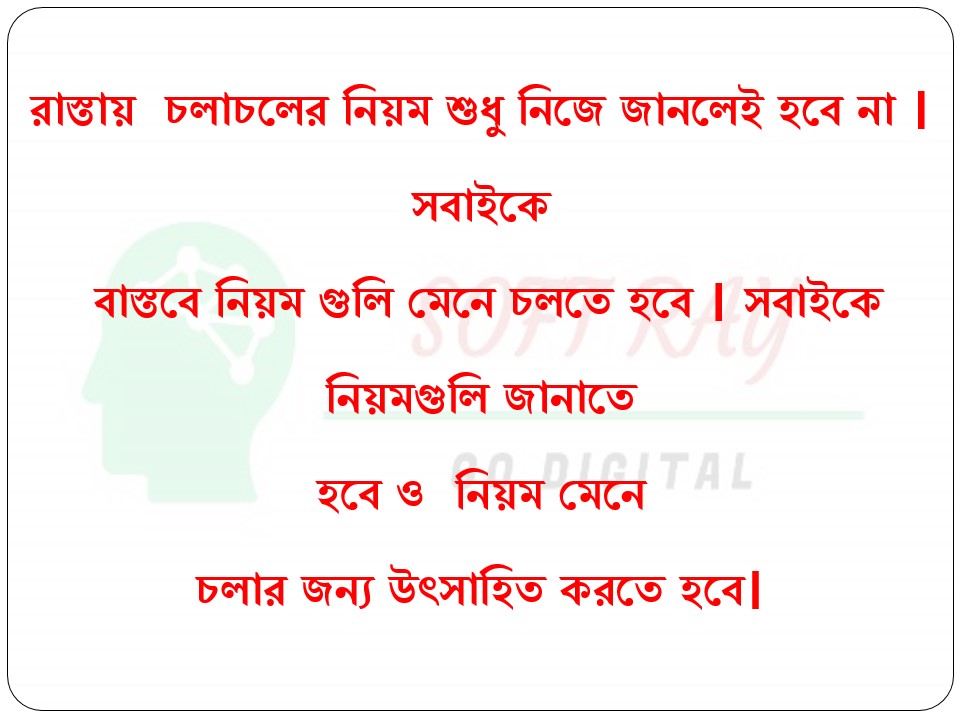 রাস্তায় চলাচলের নিয়ম শুধু নিজে জানলেই হবে না ।
সবাইকে
বাস্তবে নিয়ম গুলি মেনে চলতে হবে । সবাইকে
নিয়মগুলি জানাতে
হবে ও নিয়ম মেনে
চলার জন্য উৎসাহিত করতে হবে।
SOFT RAY
GO DIGITAL